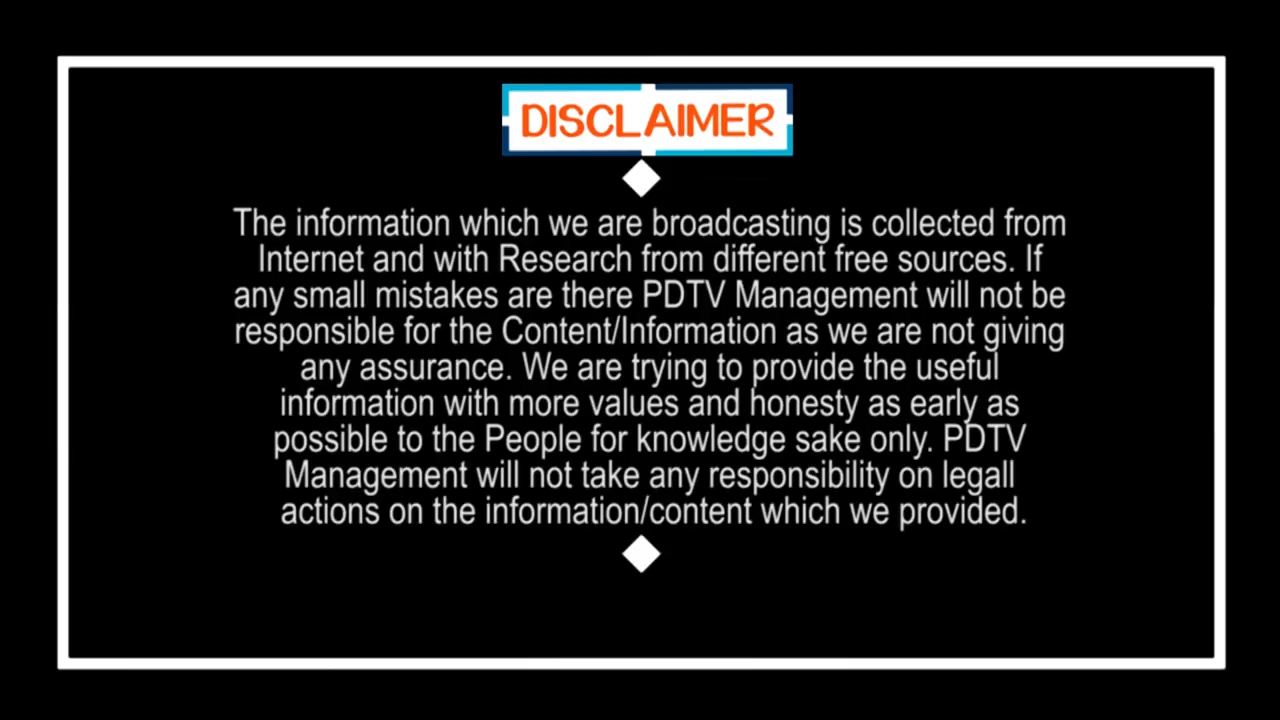 DISCLAIMER
The information which we are broadcasting is collected from
Internet and with Research from different free sources. If
any small mistakes are there PDTV Management will not be
responsible for the Content/Information as we are not giving
any assurance. We are trying to provide the useful
information with more values and honesty as early as
possible to the People for knowledge sake only. PDTV
Management will not take any responsibility on legall
actions on the information/content which we provided.